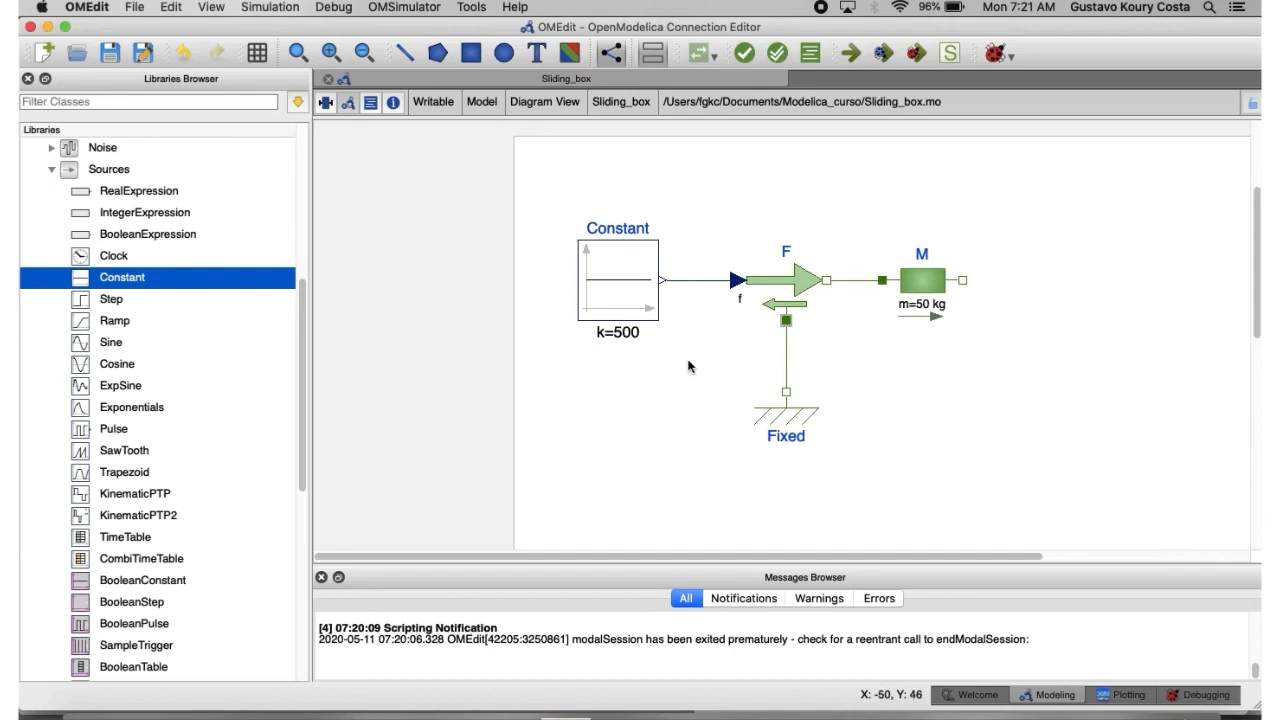 OMEdit File Edit View Simulation Debug OMSimulator Tools Help 96% Mon 7:21 AM Gustavo Koury Costa
OMEdit - OpenModelica Connection Editor
T S
Libraries Browser
Sliding_box
Filter Classes
Writable Model Diagram View Sliding_box /Users/fgkc/Documents/Modelica_curso/Sliding_box.mo
Libraries
Noise
Sources
RealExpression
IntegerExpression
BooleanExpression
Clock
Constant
Step
Ramp
Sine
Cosine
ExpSine
Exponentials
Pulse
SawTooth
Trapezoid
KinematicPTP
KinematicPTP2
TimeTable
CombiTimeTable
BooleanConstant
BooleanStep
BooleanPulse
SampleTrigger
BooleanTable
Constant
k=500
F
f
M
m=50 kg
Fixed
Messages Browser
All Notifications Warnings Errors
[4] 07:20:09 Scripting Notification
2020-05-11 07:20:06.328 OMEdit[42205:3250861] modalSession has been exited prematurely - check for a reentrant call to endModalSession:
X: -50, Y: 46 Welcome Modeling Plotting Debugging